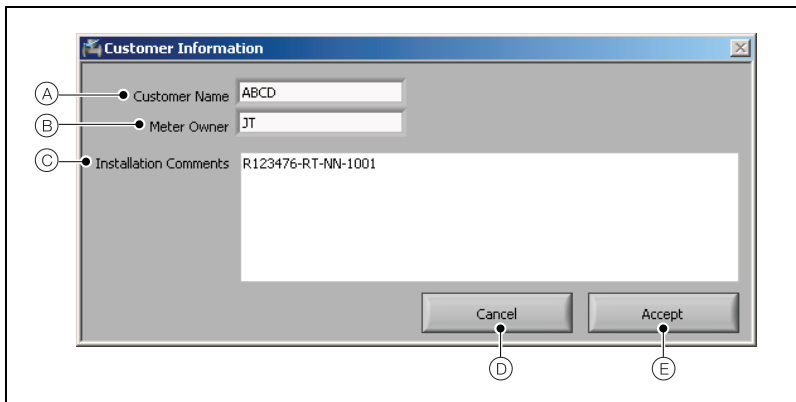 Customer Information
A Customer Name ABCD
B Meter Owner JT
C Installation Comments R123476-RT-NN-1001
Cancel Accept
D E